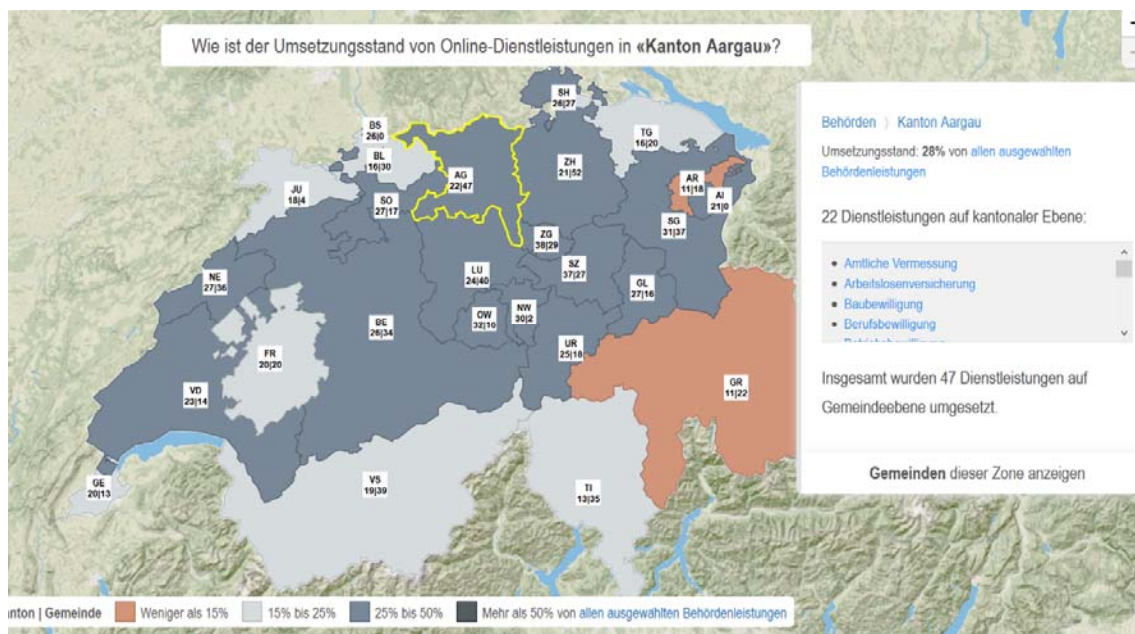 Wie ist der Umsetzungsstand von Online-Dienstleistungen in «Kanton Aargau»?
SH
26|27
BS
26|0
TG
16|20
BL
16|30
ZH
21|52
AG
22|47
AR
11|18
AI
21|0
JU
18|4
SO
27|17
SG
31|37
ZG
38|29
NE
27|36
LU
24|40
SZ
37|27
GL
27|16
OW
32|10
NW
30|2
BE
26|34
UR
25|18
FR
20|20
VD
23|14
GR
11|22
GE
20|13
VS
19|39
TI
13|35
Behörden 〉 Kanton Aargau
Umsetzungsstand: 28% von allen ausgewählten
Behördenleistungen
22 Dienstleistungen auf kantonaler Ebene:
• Amtliche Vermessung
• Arbeitslosenversicherung
• Baubewilligung
• Berufsbewilligung
Insgesamt wurden 47 Dienstleistungen auf
Gemeindeebene umgesetzt.
Gemeinden dieser Zone anzeigen
anton | Gemeinde Weniger als 15% 15% bis 25% 25% bis 50% Mehr als 50% von allen ausgewählten Behördenleistungen